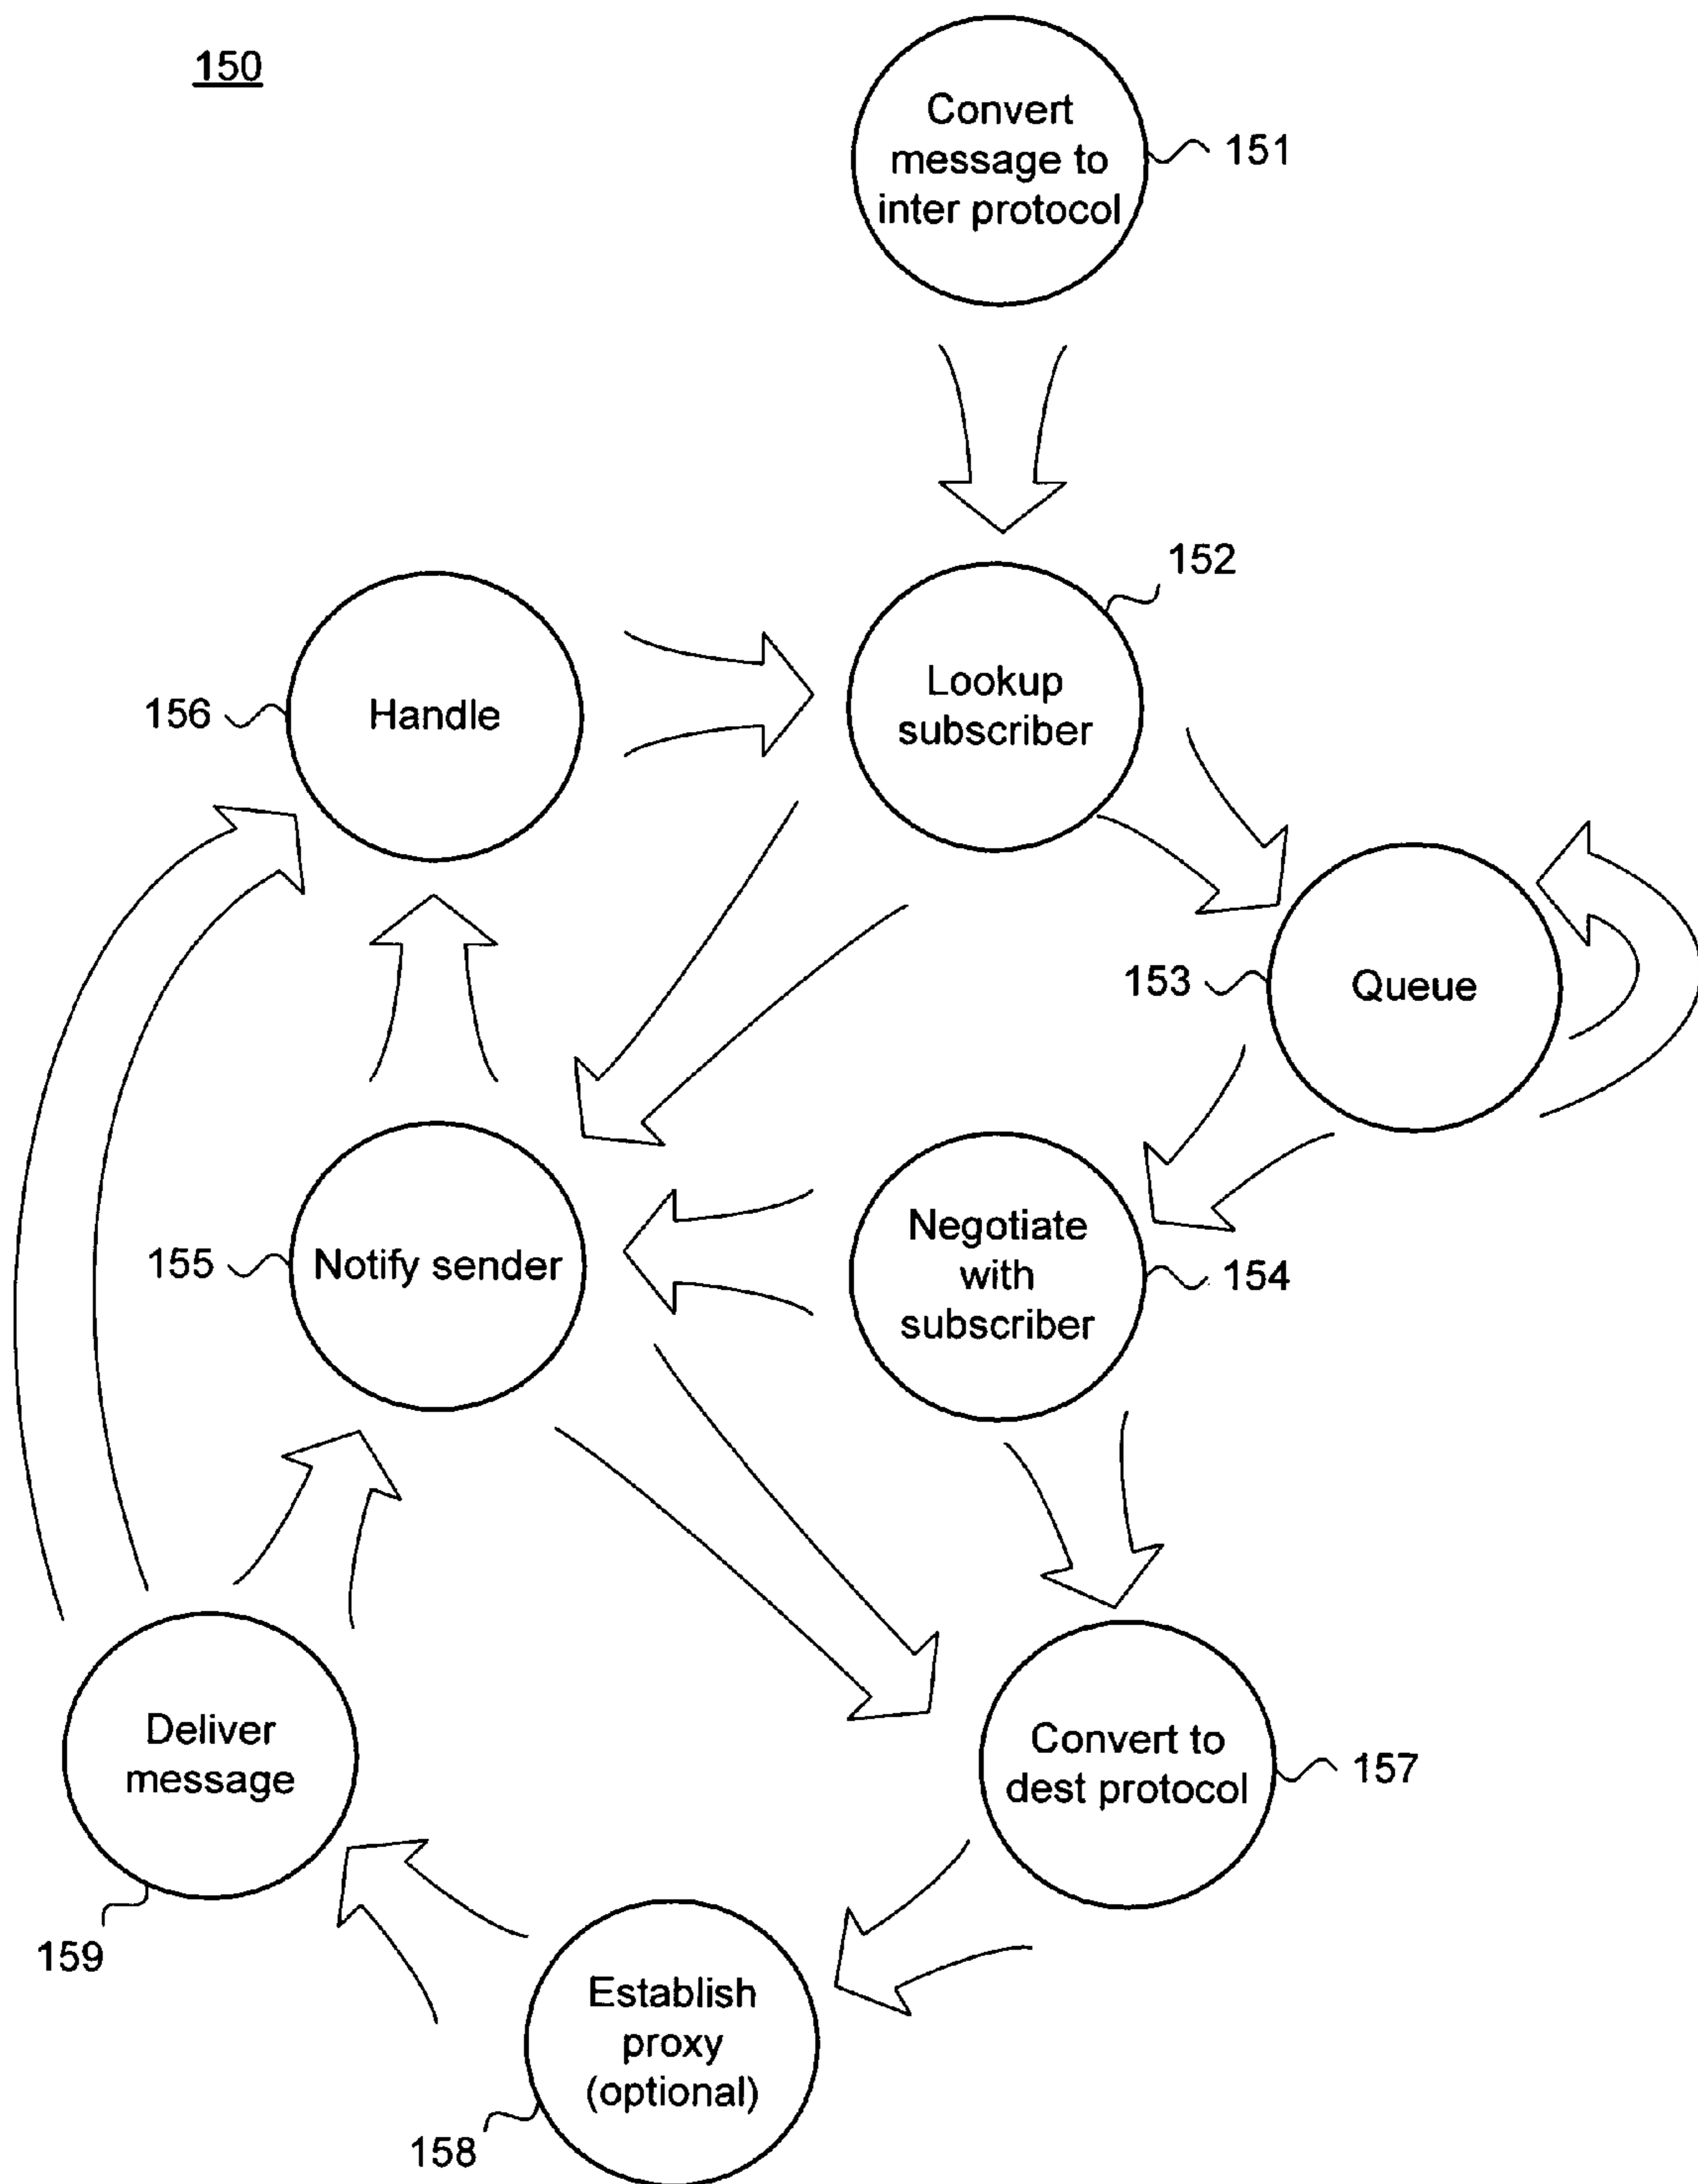 150
Convert
message to
inter protocol
151
152
Lookup
subscriber
156
Handle
153
Queue
155
Notify sender
Negotiate
with
subscriber
154
Deliver
message
159
Convert to
dest protocol
157
Establish
proxy
(optional)
158